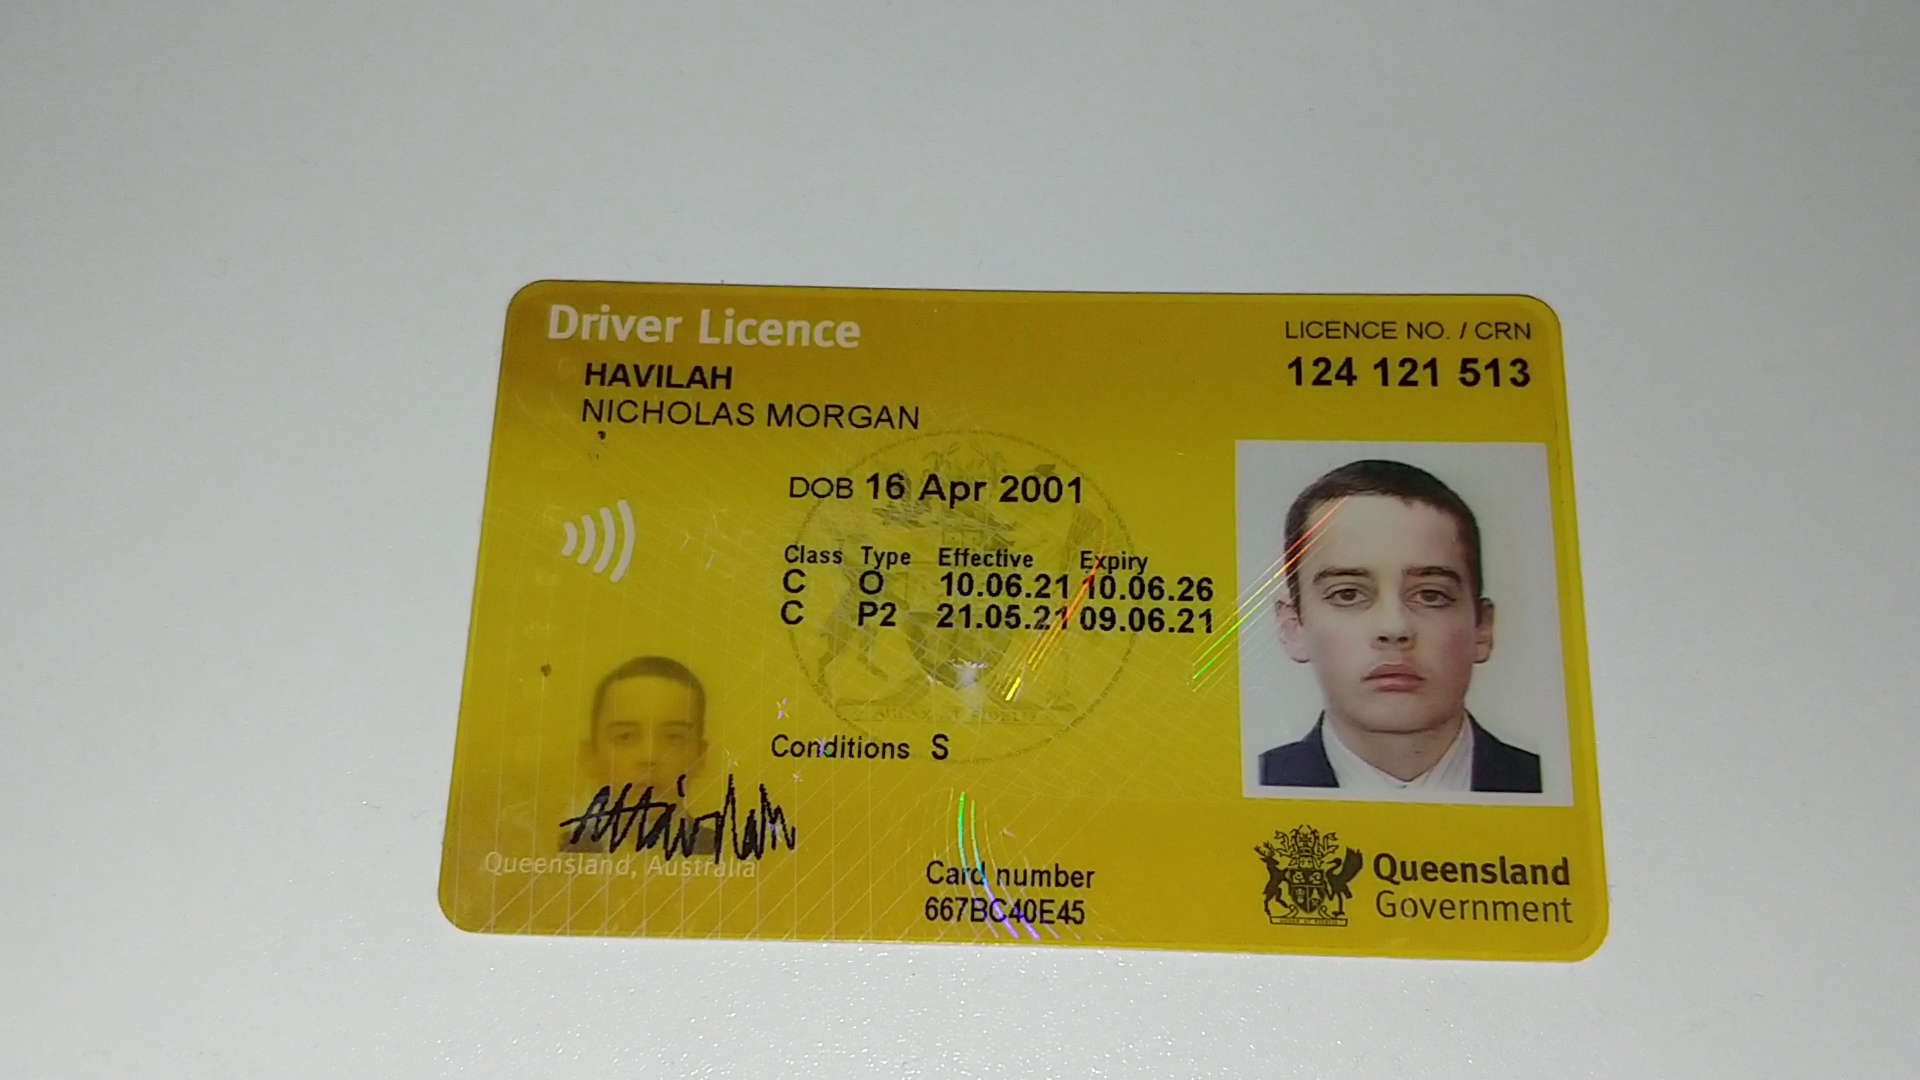 Driver Licence
LICENCE NO. / CRN
HAVILAH
124 121 513
NICHOLAS MORGAN
DOB 16 Apr 2001
Class Type Effective Expiry
C O 10.06.21 10.06.26
C P2 21.05.21 09.06.21
Conditions S
Queensland, Australia
Card number
667BC40E45
Queensland
Government